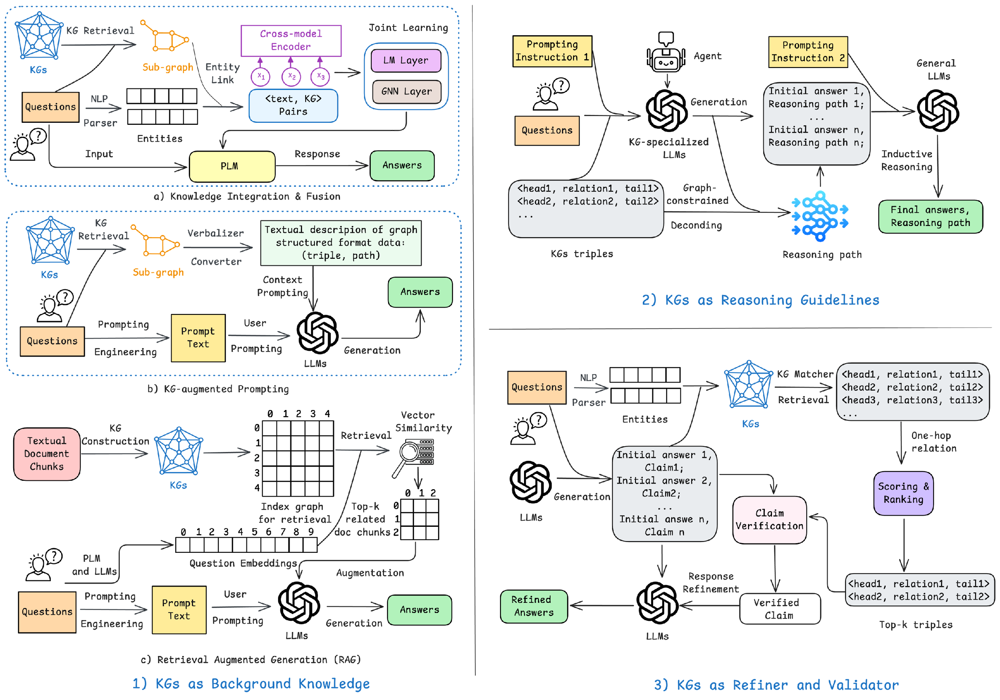 KG Retrieval
KGs
Sub-graph
Cross-model
Encoder
x1
x2
x3
Joint Learning
LM Layer
GNN Layer
Entity
Link
<text, KG>
Pairs
Questions
NLP
Parser
Entities
?
Input
PLM
Response
Answers
a) Knowledge Integration & Fusion
KGs
KG
Retrieval
Sub-graph
Verbalizer
Converter
Textual descripion of graph
structured format data:
(triple, path)
Context
Prompting
Answers
?
Questions
Prompting
Engineering
Prompt
Text
User
Prompting
LLMs
Generation
b) KG-augmented Prompting
Textual
Document
Chunks
KG
Construction
KGs
0 1 2 3 4
0
1
2
3
4
Index graph
for retrieval
Retrieval
Vector
Similarity
Top-k
related
doc chunks
0 1 2
0
1
2
0 1 2 3 4 5 6 7 8 9
Question Embeddings
?
PLM
and LLMs
Augmentation
Questions
Prompting
Engineering
Prompt
Text
User
Prompting
LLMs
Generation
Answers
c) Retrieval Augmented Generation (RAG)
1) KGs as Background Knowledge
Prompting
Instruction 1
Agent
Prompting
Instruction 2
General
LLMs
?
Questions
KG-specialized
LLMs
Generation
Initial answer 1,
Reasoning path 1;
...
Initial answer n,
Reasoning path n;
Inductive
Reasoning
<head1, relation1, tail1>
<head2, relation2, tail2>
...
KGs triples
Graph-
constrained
Deconding
Reasoning path
Final answers,
Reasoning path
2) KGs as Reasoning Guidelines
Questions
NLP
Parser
Entities
KGs
KG Matcher
Retrieval
<head1, relation1, tail1>
<head2, relation2, tail2>
<head3, relation3, tail3>
...
?
One-hop
relation
LLMs
Generation
Initial answer 1,
Claim1;
Initial answer 2,
Claim2;
...
Initial answe n,
Claim n
Claim
Verification
Scoring &
Ranking
<head1, relation1, tail1>
<head2, relation2, tail2>
Top-k triples
Verified
Claim
Response
Refinement
LLMs
Refined
Answers
3) KGs as Refiner and Validator